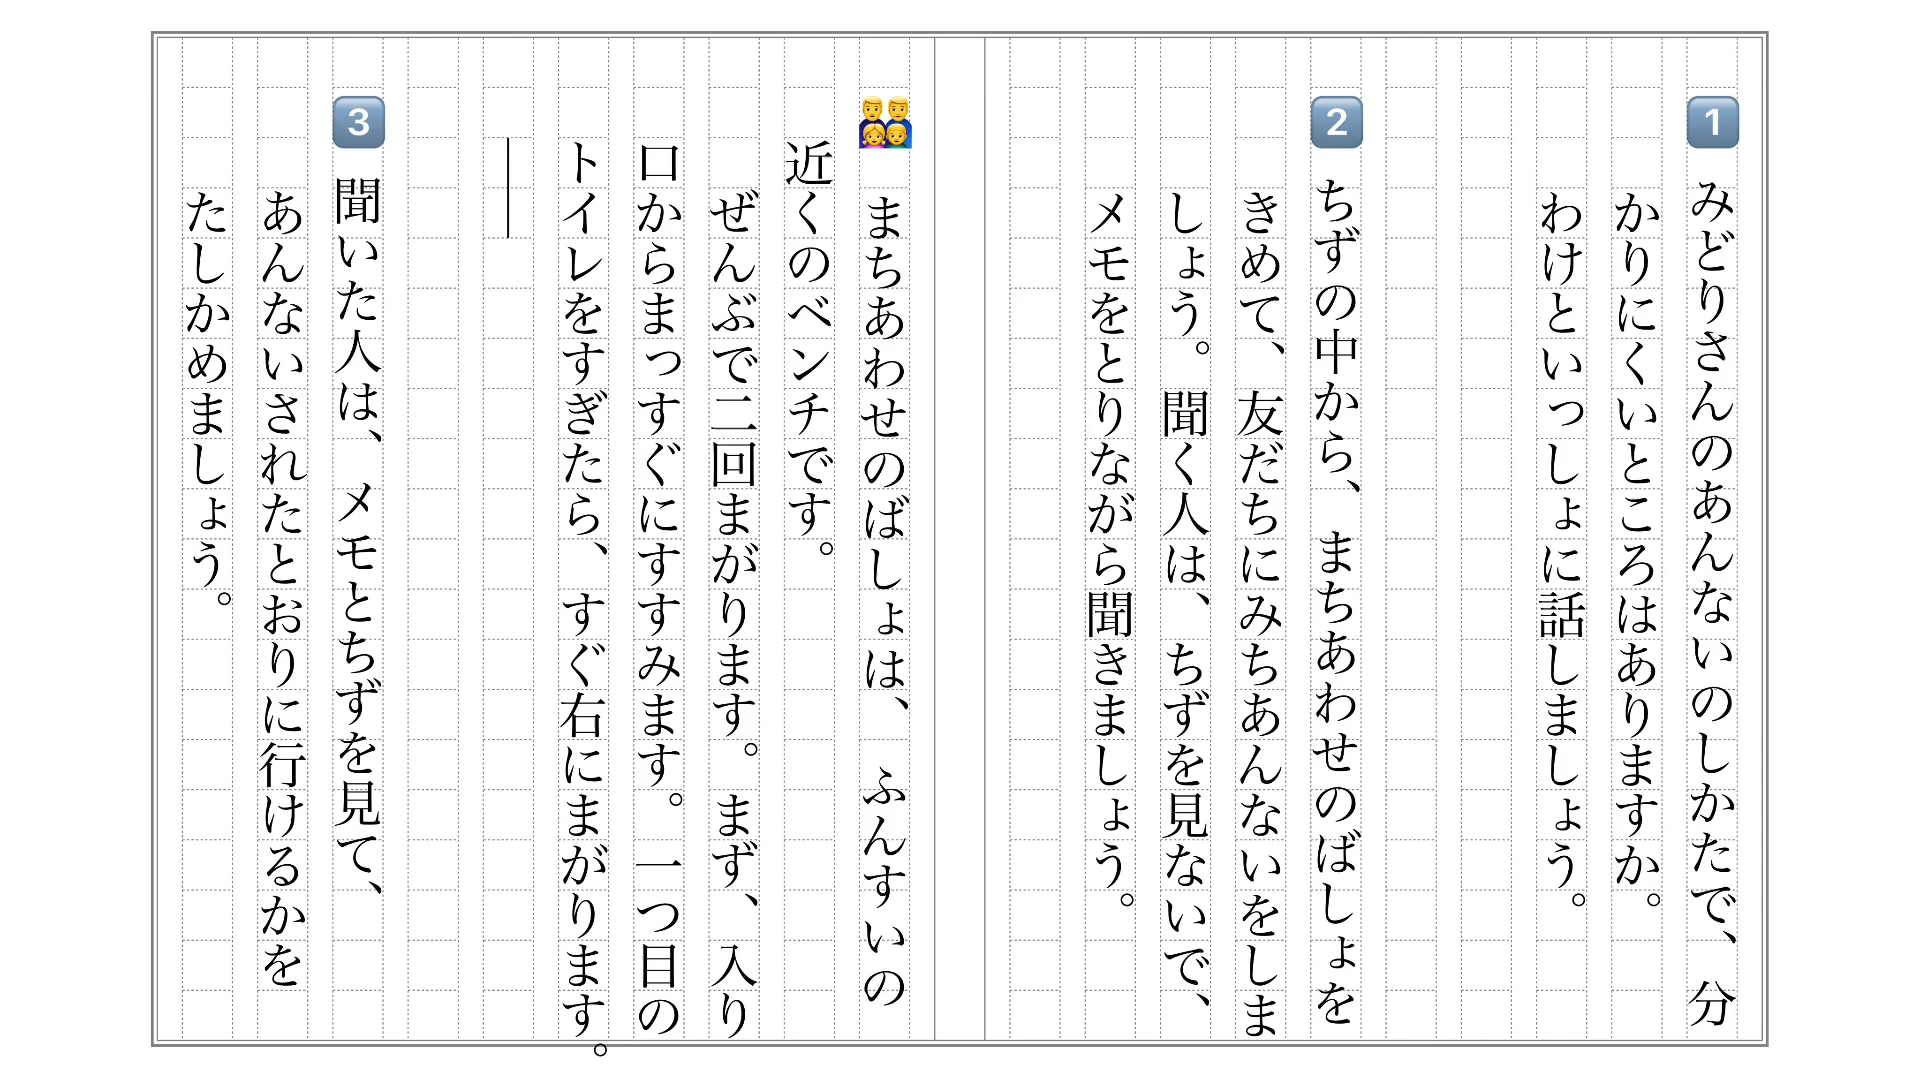 1️⃣ みどりさんのあんないのしかたで、分
かりにくいところはありますか。
わけといっしょに話しましょう。
2️⃣ ちずの中から、まちあわせのばしょを
きめて、友だちにみちあんないをしま
しょう。聞く人は、ちずを見ないで、
メモをとりながら聞きましょう。
👨‍👨‍👧‍👦 まちあわせのばしょは、ふんすいの
近くのベンチです。
ぜんぶで二回まがります。まず、入り
口からまっすぐにすすみます。一つ目の
トイレをすぎたら、すぐ右にまがります。
――
3️⃣ 聞いた人は、メモとちずを見て、
あんないされたとおりに行けるかを
たしかめましょう。